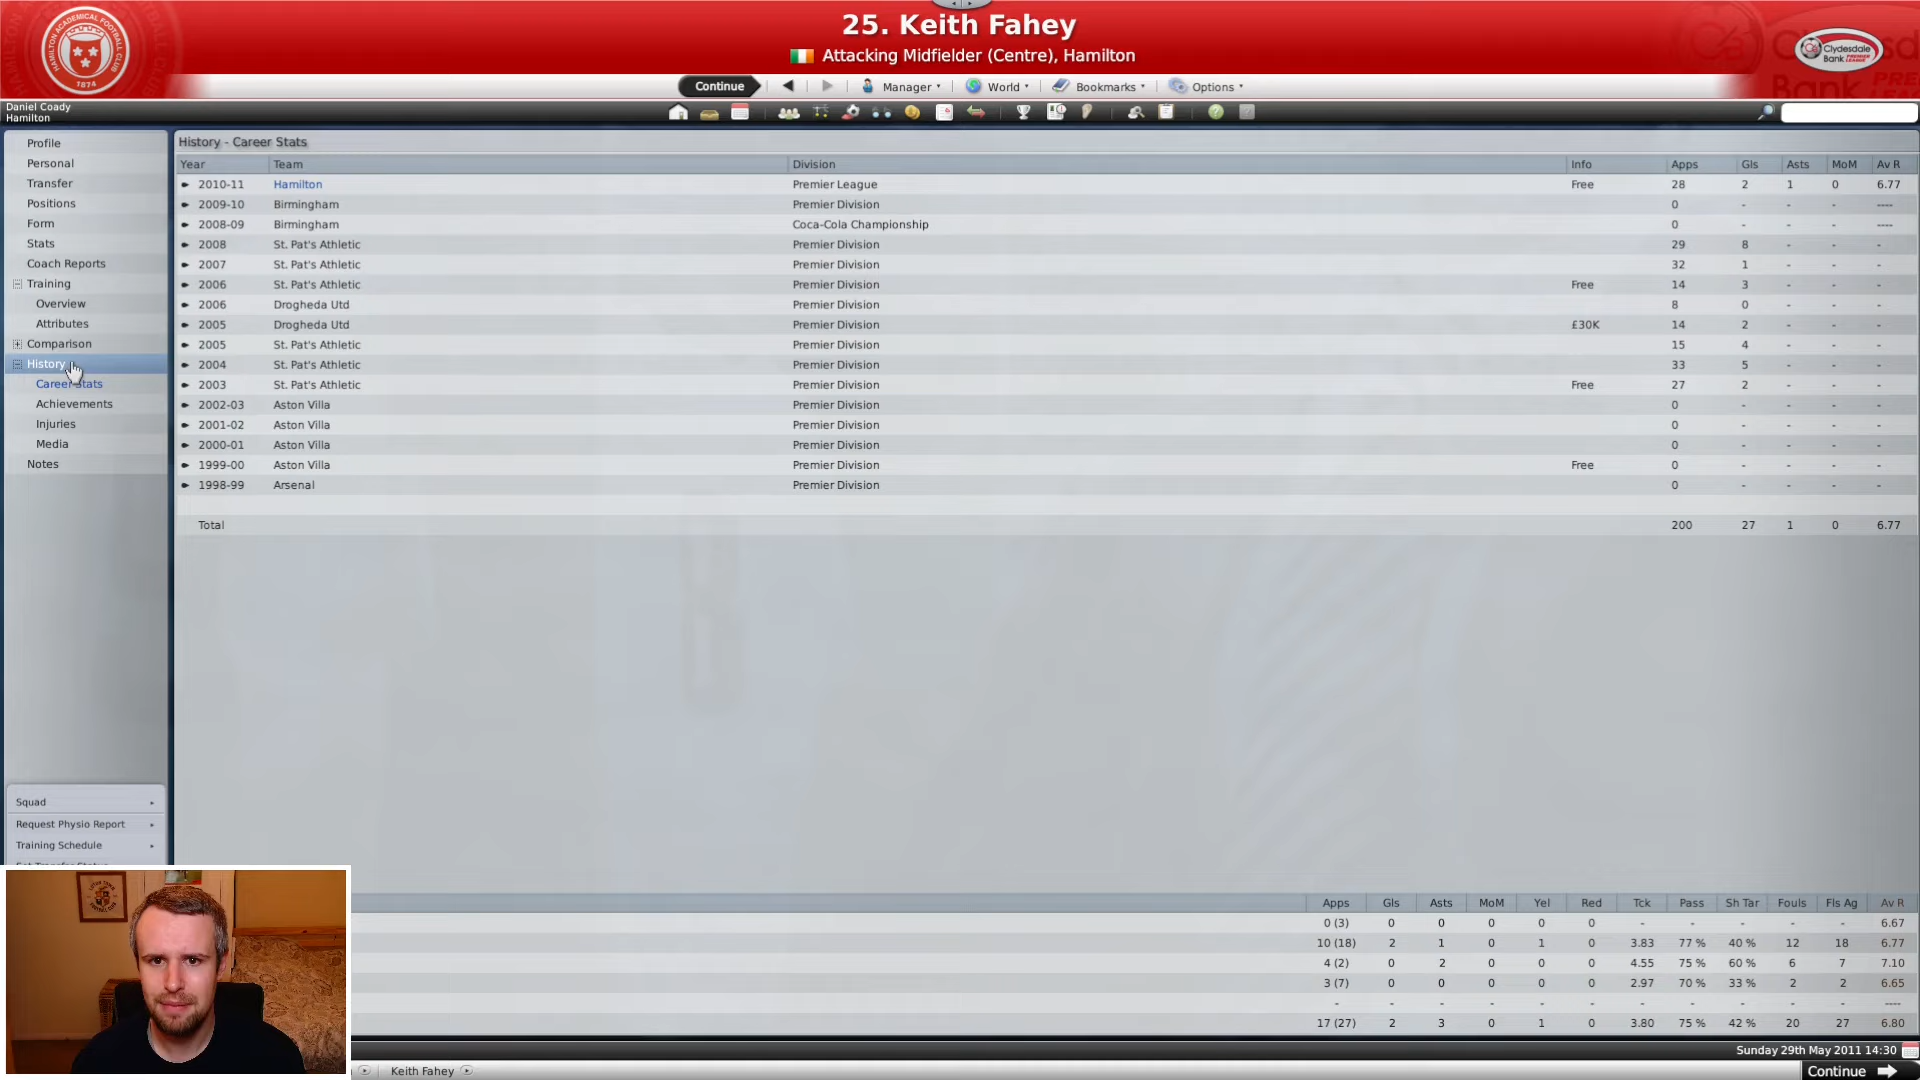 25. Keith Fahey
Attacking Midfielder (Centre), Hamilton
HAMILTON ACADEMICAL FOOTBALL CLUB
1874
Clydesdale Bank
Continue Manager World Bookmarks Options
Daniel Coady
Hamilton
Profile
Personal
Transfer
Positions
Form
Stats
Coach Reports
Training
Overview
Attributes
Comparison
History
Career Stats
Achievements
Injuries
Media
Notes
Squad
Request Physio Report
Training Schedule
History - Career Stats
Year Team Division Info Apps Gls Asts MoM Av R
2010-11 Hamilton Premier League Free 28 2 1 0 6.77
2009-10 Birmingham Premier Division 0 - - - ----
2008-09 Birmingham Coca-Cola Championship 0 - - - ----
2008 St. Pat's Athletic Premier Division 29 8 - - -
2007 St. Pat's Athletic Premier Division 32 1 - - -
2006 St. Pat's Athletic Premier Division Free 14 3 - - -
2006 Drogheda Utd Premier Division 8 0 - - -
2005 Drogheda Utd Premier Division £30K 14 2 - - -
2005 St. Pat's Athletic Premier Division 15 4 - - -
2004 St. Pat's Athletic Premier Division 33 5 - - -
2003 St. Pat's Athletic Premier Division Free 27 2 - - -
2002-03 Aston Villa Premier Division 0 - - - -
2001-02 Aston Villa Premier Division 0 - - - -
2000-01 Aston Villa Premier Division 0 - - - -
1999-00 Aston Villa Premier Division Free 0 - - - -
1998-99 Arsenal Premier Division 0 - - - -
Total 200 27 1 0 6.77
Apps Gls Asts MoM Yel Red Tck Pass Sh Tar Fouls Fls Ag Av R
0 (3) 0 0 0 0 0 - - - - - 6.67
10 (18) 2 1 0 1 0 3.83 77 % 40 % 12 18 6.77
4 (2) 0 2 0 0 0 4.55 75 % 60 % 6 7 7.10
3 (7) 0 0 0 0 0 2.97 70 % 33 % 2 2 6.65
- - - - - - - - - - - ----
17 (27) 2 3 0 1 0 3.80 75 % 42 % 20 27 6.80
Sunday 29th May 2011 14:30
Keith Fahey
Continue